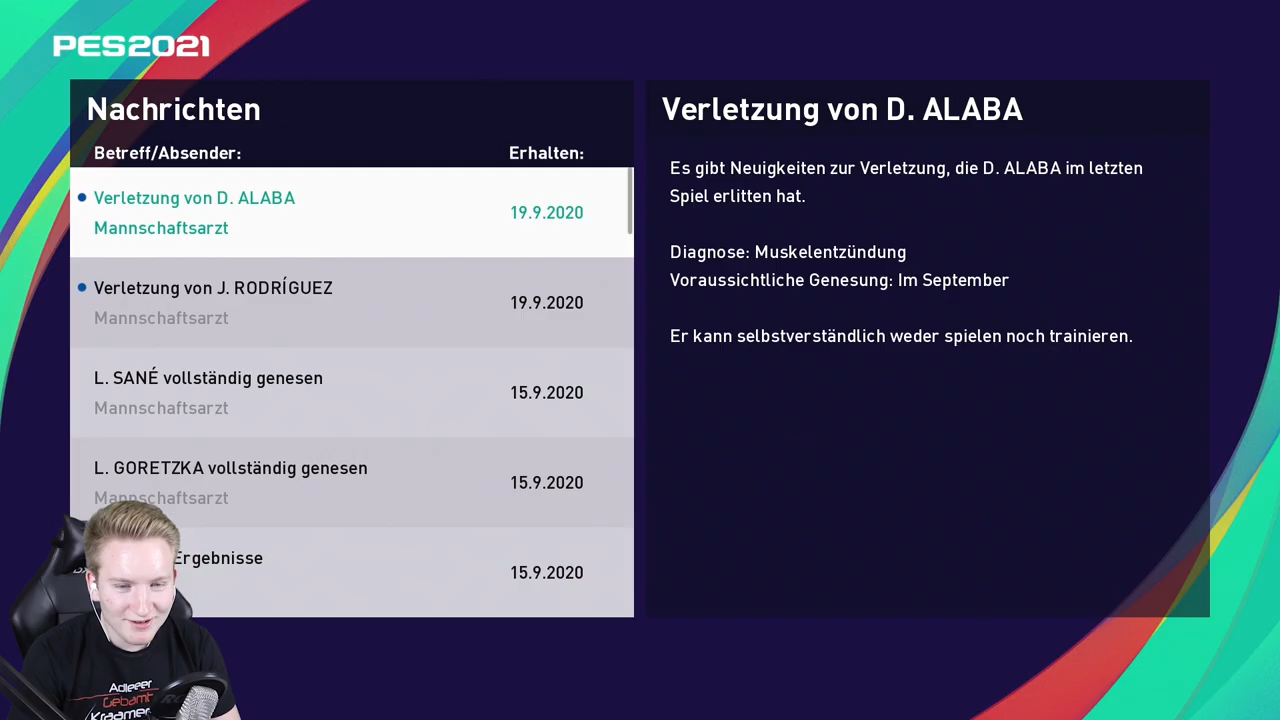 PES2021
Nachrichten
Betreff/Absender: Erhalten:
Verletzung von D. ALABA
Mannschaftsarzt
19.9.2020
Verletzung von J. RODRÍGUEZ
Mannschaftsarzt
19.9.2020
L. SANÉ vollständig genesen
Mannschaftsarzt
15.9.2020
L. GORETZKA vollständig genesen
Mannschaftsarzt
15.9.2020
Ergebnisse
15.9.2020
Verletzung von D. ALABA
Es gibt Neuigkeiten zur Verletzung, die D. ALABA im letzten
Spiel erlitten hat.
Diagnose: Muskelentzündung
Voraussichtliche Genesung: Im September
Er kann selbstverständlich weder spielen noch trainieren.
Adleeer
Gebamt
Kraamer